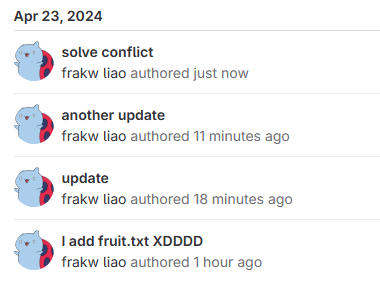 Apr 23, 2024
solve conflict
frakw liao authored just now
another update
frakw liao authored 11 minutes ago
update
frakw liao authored 18 minutes ago
I add fruit.txt XDDDD
frakw liao authored 1 hour ago